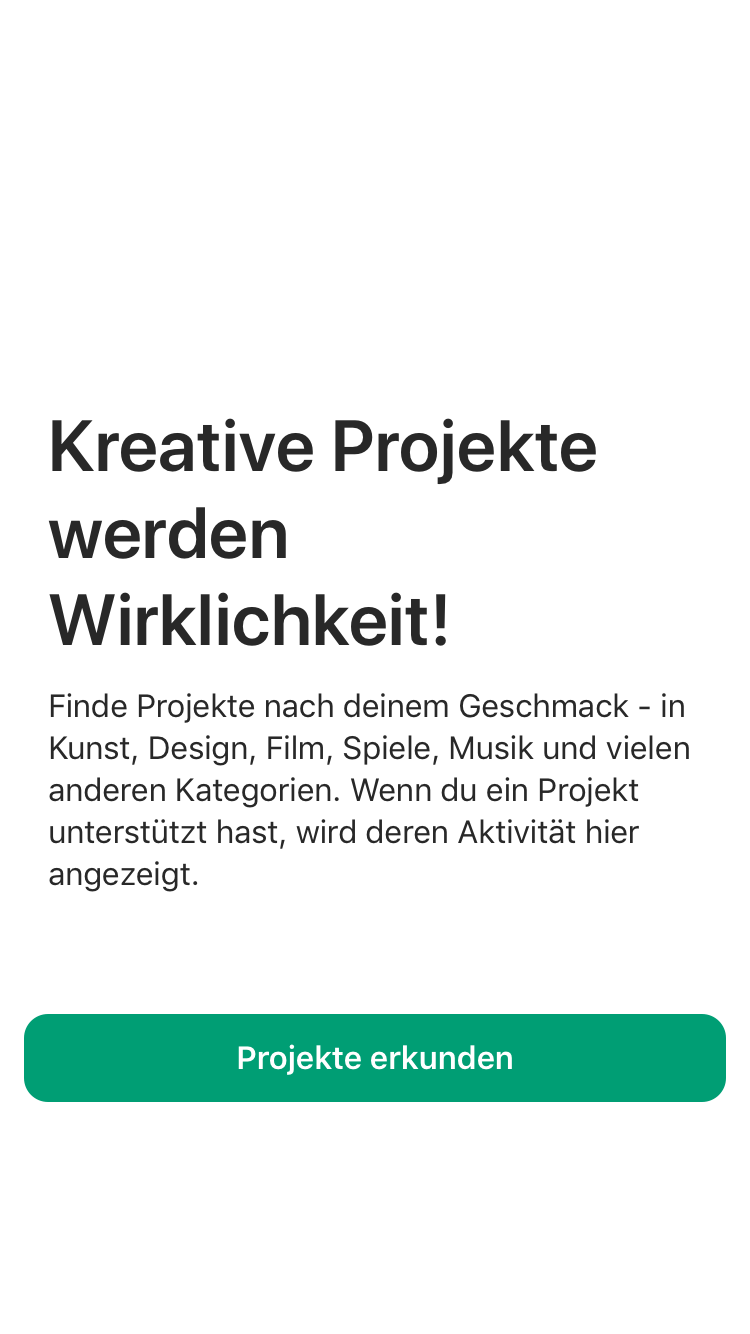 Kreative Projekte
werden
Wirklichkeit!
Finde Projekte nach deinem Geschmack - in
Kunst, Design, Film, Spiele, Musik und vielen
anderen Kategorien. Wenn du ein Projekt
unterstützt hast, wird deren Aktivität hier
angezeigt.
Projekte erkunden